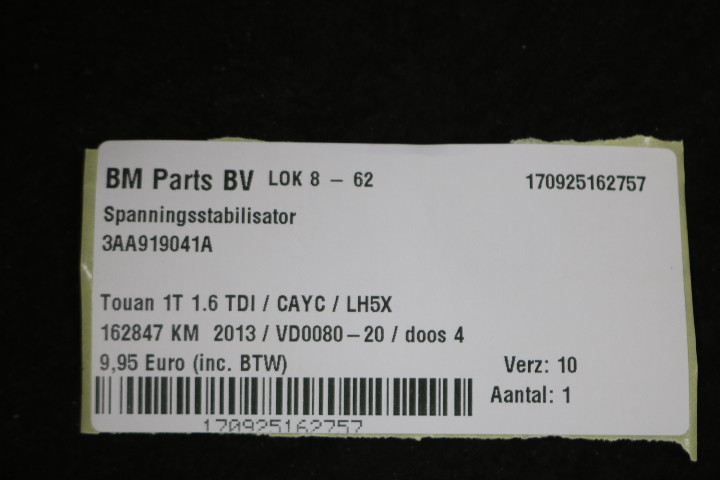 BM Parts BV LOK 8 – 62 170925162757
Spanningsstabilisator
3AA919041A
Touan 1T 1.6 TDI / CAYC / LH5X
162847 KM 2013 / VD0080–20 / doos 4
9,95 Euro (inc. BTW) Verz: 10
Aantal: 1
170925162757